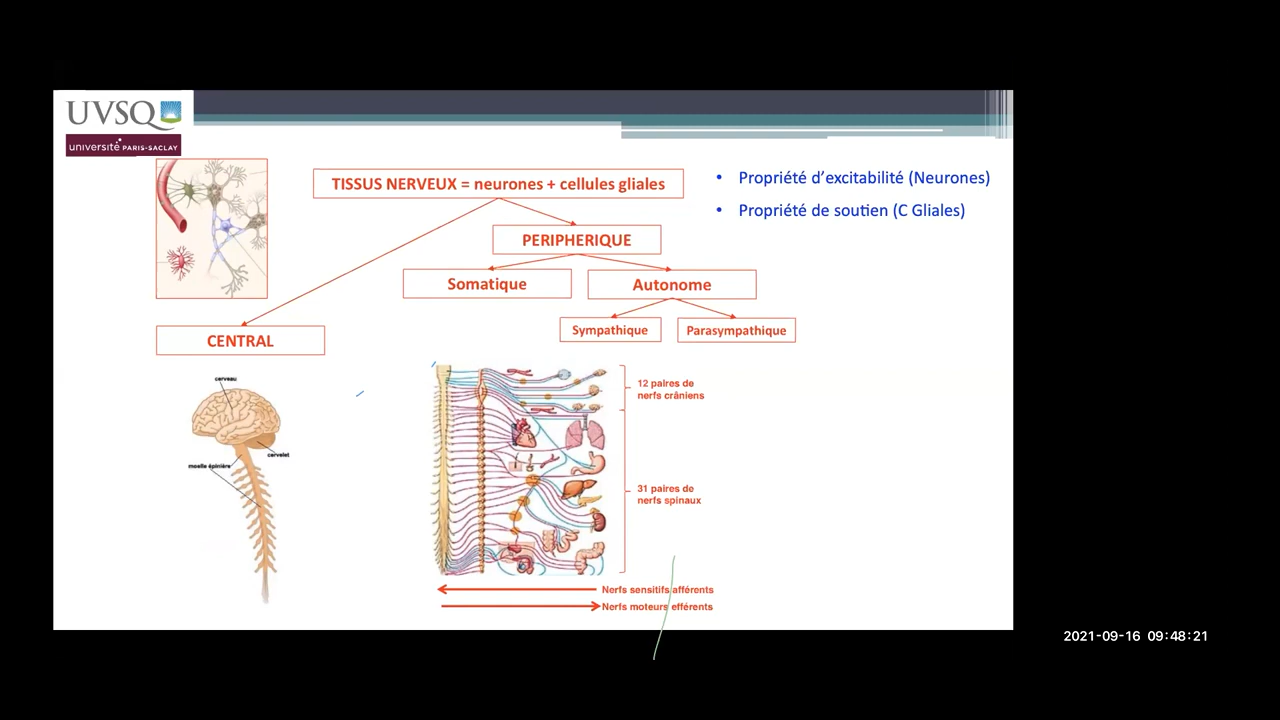 UVSQ
université PARIS-SACLAY
TISSUS NERVEUX = neurones + cellules gliales
• Propriété d'excitabilité (Neurones)
• Propriété de soutien (C Gliales)
PERIPHERIQUE
Somatique
Autonome
Sympathique
Parasympathique
CENTRAL
cerveau
cervelet
moelle épinière
12 paires de
nerfs crâniens
31 paires de
nerfs spinaux
Nerfs sensitifs afférents
Nerfs moteurs efférents
2021-09-16 09:48:21